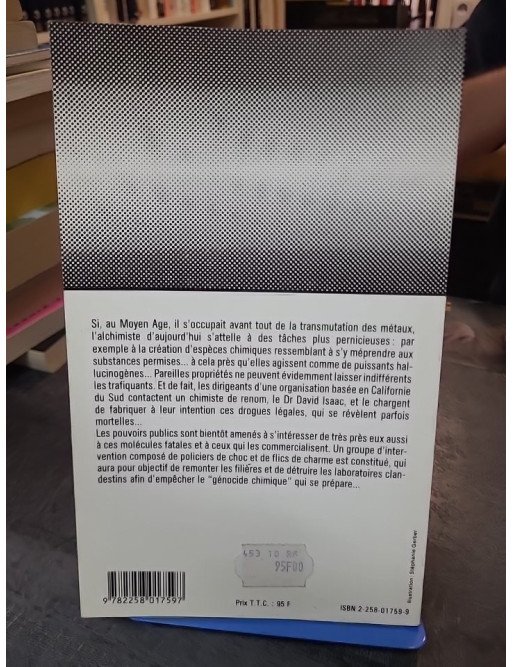 Si, au Moyen Age, il s'occupait avant tout de la transmutation des métaux,
l'alchimiste d'aujourd'hui s'attelle à des tâches plus pernicieuses : par
exemple à la création d'espèces chimiques ressemblant à s'y méprendre aux
substances permises... à cela près qu'elles agissent comme de puissants hal-
lucinogènes... Pareilles propriétés ne peuvent évidemment laisser indifférents
les trafiquants. Et de fait, les dirigeants d'une organisation basée en Californie
du Sud contactent un chimiste de renom, le Dr David Isaac, et le chargent
de fabriquer à leur intention ces drogues légales, qui se révèlent parfois
mortelles...
Les pouvoirs publics sont bientôt amenés à s'intéresser de très près eux aussi
à ces molécules fatales et à ceux qui les commercialisent. Un groupe d'inter-
vention composé de policiers de choc et de flics de charme est constitué, qui
aura pour objectif de remonter les filières et de détruire les laboratoires clan-
destins afin d'empêcher le "génocide chimique" qui se prépare...
95F00
9 782258 017597
Prix T.T.C. : 95 F
ISBN 2-258-01759-9
Illustration : Stéphanie Gerber